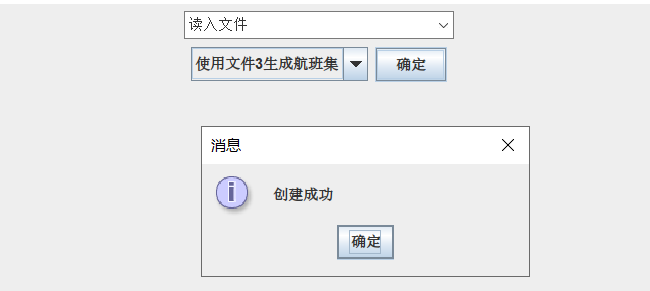 读入文件
使用文件3生成航班集
确定
消息
创建成功
确定